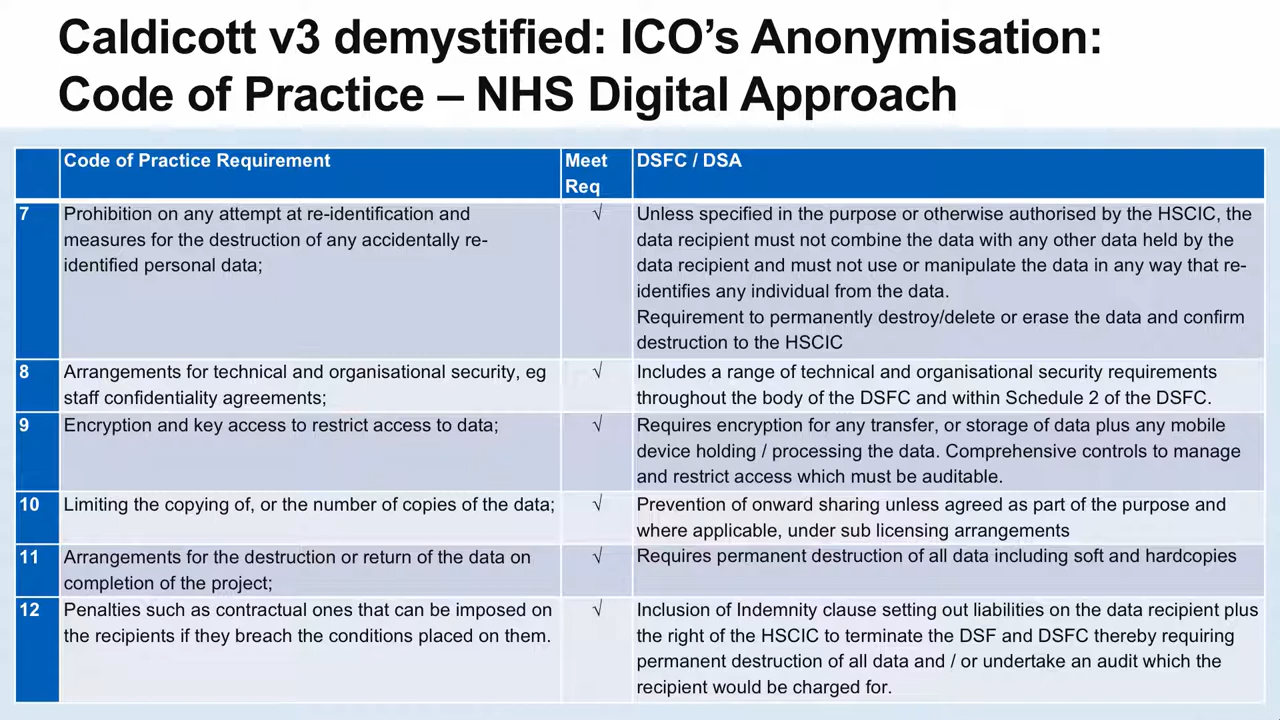 Caldicott v3 demystified: ICO’s Anonymisation:
Code of Practice – NHS Digital Approach
Code of Practice Requirement
Meet
Req
DSFC / DSA
7
Prohibition on any attempt at re-identification and
measures for the destruction of any accidentally re-
identified personal data;
√
Unless specified in the purpose or otherwise authorised by the HSCIC, the
data recipient must not combine the data with any other data held by the
data recipient and must not use or manipulate the data in any way that re-
identifies any individual from the data.
Requirement to permanently destroy/delete or erase the data and confirm
destruction to the HSCIC
8
Arrangements for technical and organisational security, eg
staff confidentiality agreements;
√
Includes a range of technical and organisational security requirements
throughout the body of the DSFC and within Schedule 2 of the DSFC.
9
Encryption and key access to restrict access to data;
√
Requires encryption for any transfer, or storage of data plus any mobile
device holding / processing the data. Comprehensive controls to manage
and restrict access which must be auditable.
10
Limiting the copying of, or the number of copies of the data;
√
Prevention of onward sharing unless agreed as part of the purpose and
where applicable, under sub licensing arrangements
11
Arrangements for the destruction or return of the data on
completion of the project;
√
Requires permanent destruction of all data including soft and hardcopies
12
Penalties such as contractual ones that can be imposed on
the recipients if they breach the conditions placed on them.
√
Inclusion of Indemnity clause setting out liabilities on the data recipient plus
the right of the HSCIC to terminate the DSF and DSFC thereby requiring
permanent destruction of all data and / or undertake an audit which the
recipient would be charged for.